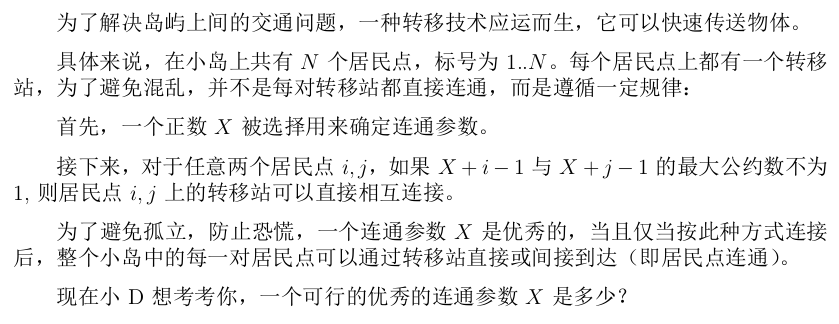 为了解决岛屿上间的交通问题，一种转移技术应运而生，它可以快速传送物体。
具体来说，在小岛上共有 N 个居民点，标号为 1..N。每个居民点上都有一个转移
站，为了避免混乱，并不是每对转移站都直接连通，而是遵循一定规律：
首先，一个正数 X 被选择用来确定连通参数。
接下来，对于任意两个居民点 i, j，如果 X + i − 1 与 X + j − 1 的最大公约数不为
1, 则居民点 i, j 上的转移站可以直接相互连接。
为了避免孤立，防止恐慌，一个连通参数 X 是优秀的，当且仅当按此种方式连接
后，整个小岛中的每一对居民点可以通过转移站直接或间接到达（即居民点连通）。
现在小 D 想考考你，一个可行的优秀的连通参数 X 是多少？